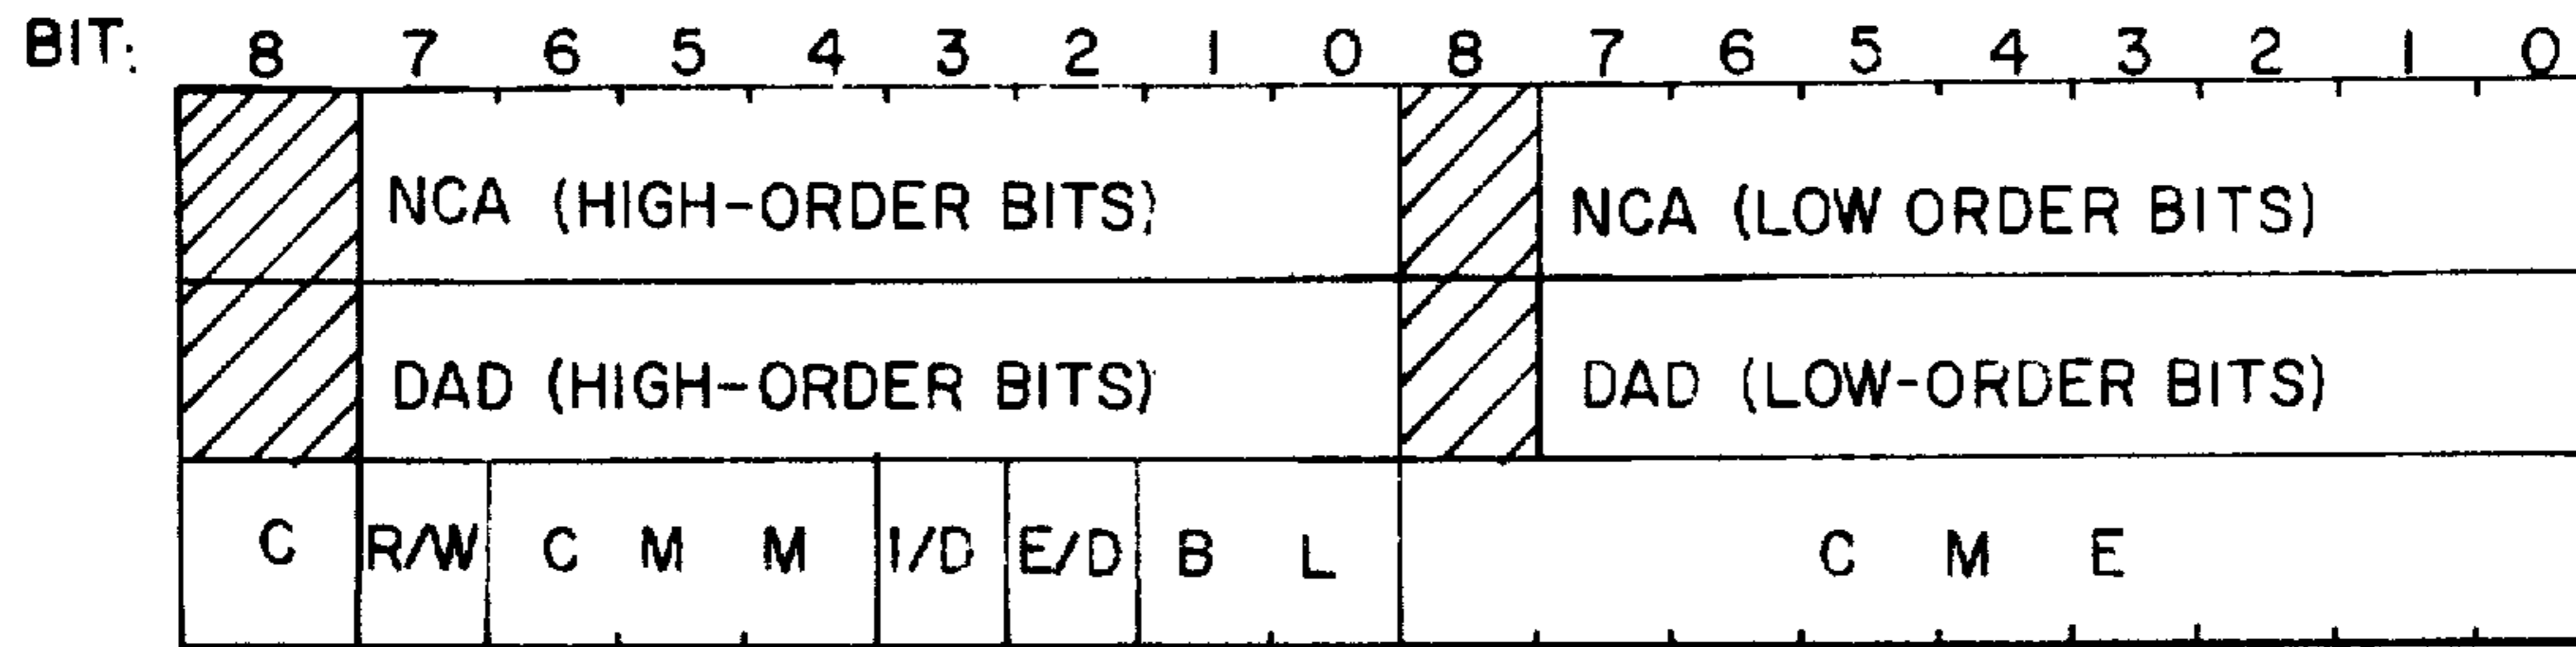 BIT: 8 7 6 5 4 3 2 1 0 8 7 6 5 4 3 2 1 0
NCA (HIGH-ORDER BITS) NCA (LOW ORDER BITS)
DAD (HIGH-ORDER BITS) DAD (LOW-ORDER BITS)
C R/W C M M I/D E/D B L C M E